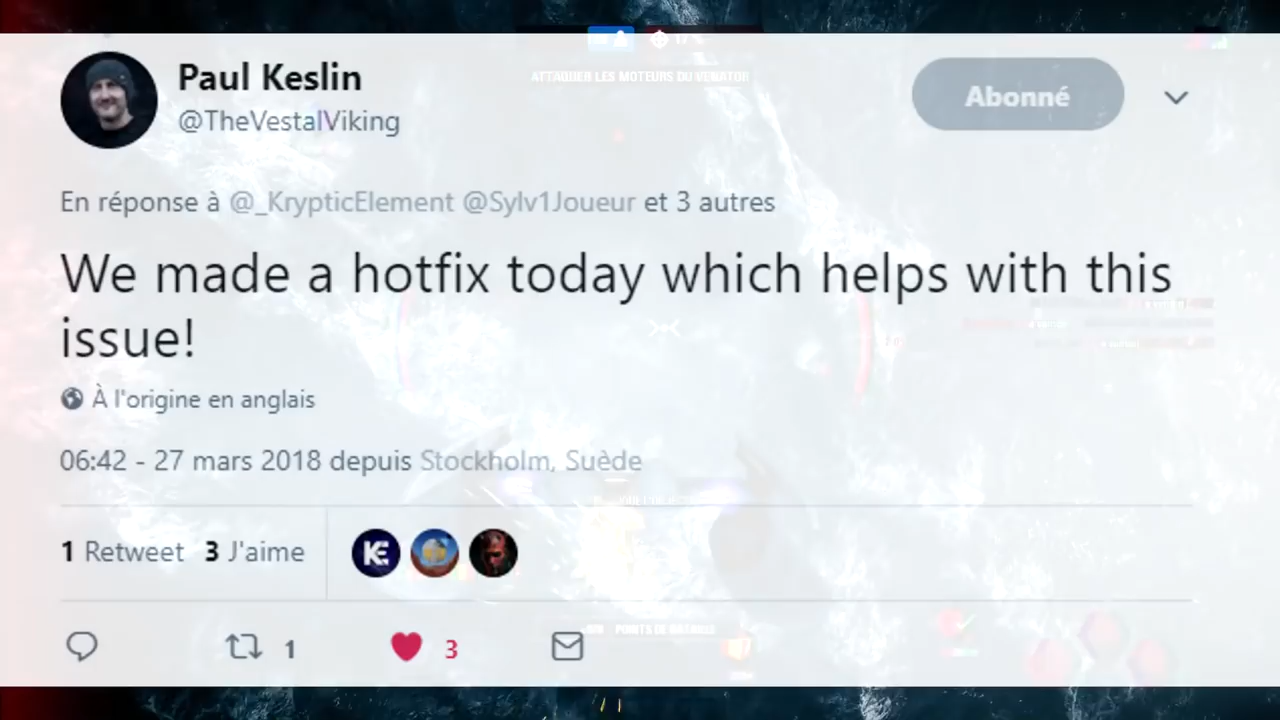 ATTAQUER LES MOTEURS DU VENATOR
Paul Keslin
@TheVestalViking
Abonné
En réponse à @_KrypticElement @Sylv1Joueur et 3 autres
We made a hotfix today which helps with this
issue!
À l'origine en anglais
06:42 - 27 mars 2018 depuis Stockholm, Suède
1 Retweet 3 J'aime
KE
1
3